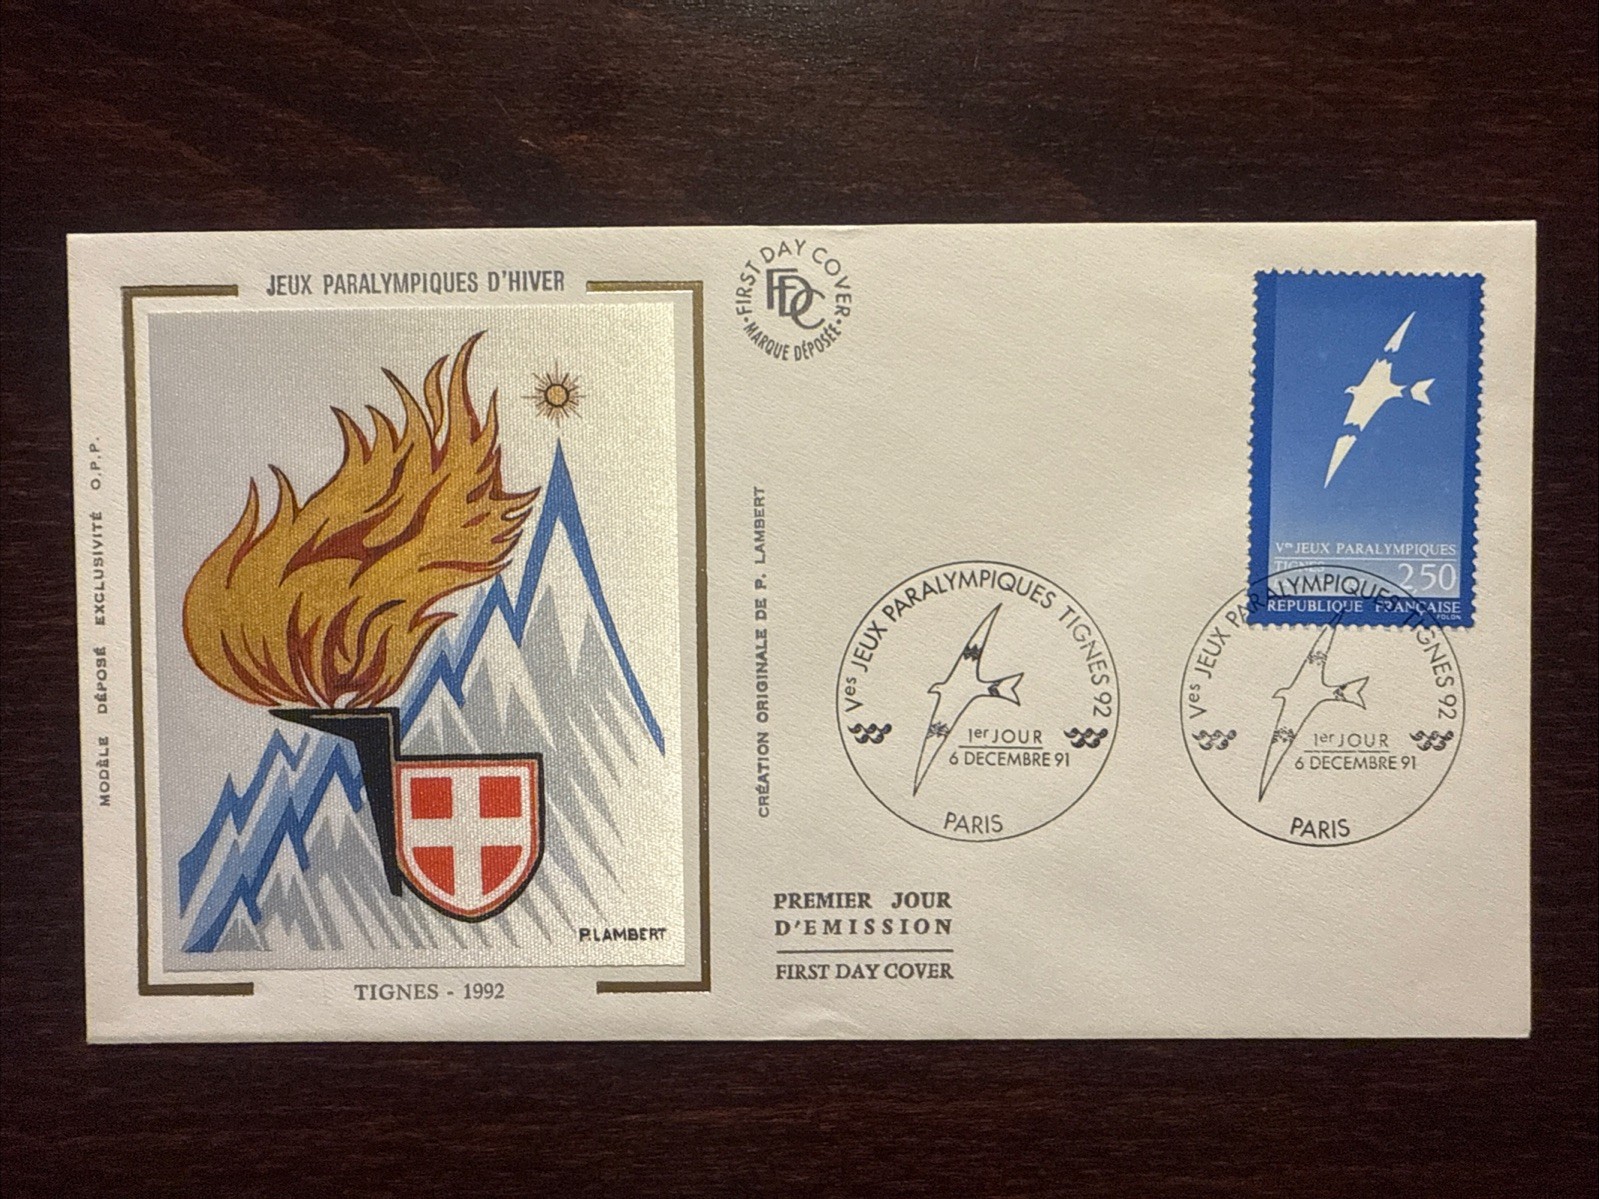 JEUX PARALYMPIQUES D'HIVER
P. LAMBERT
TIGNES - 1992
MODÈLE DÉPOSÉ EXCLUSIVITÉ O.P.P.
FIRST DAY COVER
FDC
MARQUE DÉPOSÉE
CRÉATION ORIGINALE DE P. LAMBERT
Ves JEUX PARALYMPIQUES TIGNES 92
1er JOUR
6 DECEMBRE 91
PARIS
PREMIER JOUR
D'EMISSION
FIRST DAY COVER
Ves JEUX PARALYMPIQUES
TIGNES
2,50
REPUBLIQUE FRANÇAISE
FOLON
Ves JEUX PARALYMPIQUES TIGNES 92
1er JOUR
6 DECEMBRE 91
PARIS